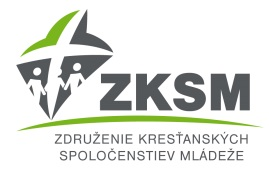 ZKSM
ZDRUŽENIE KRESŤANSKÝCH
SPOLOČENSTIEV MLÁDEŽE